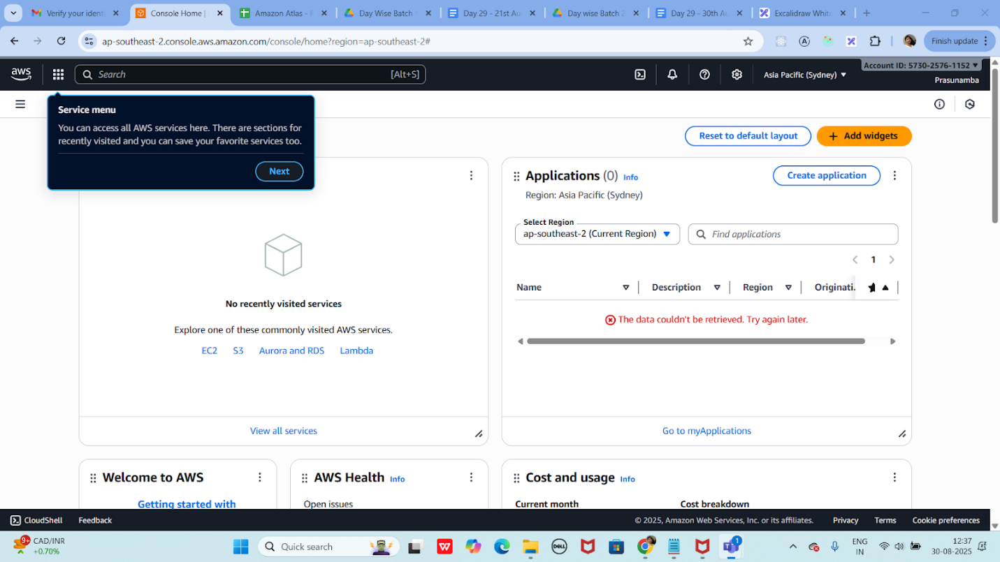 Verify your ident
Console Home |
Amazon Atlas - R
Day Wise Batch 1
Day 29 - 21st Au
Day wise Batch 2
Day 29 - 30th Au
Excalidraw White
ap-southeast-2.console.aws.amazon.com/console/home?region=ap-southeast-2#
Finish update
aws
Search
[Alt+S]
Asia Pacific (Sydney)
Account ID: 5730-2576-1152
Prasunamba
Service menu
You can access all AWS services here. There are sections for
recently visited and you can save your favorite services too.
Next
Reset to default layout
Add widgets
No recently visited services
Explore one of these commonly visited AWS services.
EC2 S3 Aurora and RDS Lambda
View all services
Applications (0) Info
Create application
Region: Asia Pacific (Sydney)
Select Region
ap-southeast-2 (Current Region)
Find applications
1
Name Description Region Originati.
The data couldn't be retrieved. Try again later.
Go to myApplications
Welcome to AWS
Getting started with
AWS Health Info
Open issues
Cost and usage Info
Current month Cost breakdown
CloudShell Feedback
© 2025, Amazon Web Services, Inc. or its affiliates. Privacy Terms Cookie preferences
9+
CAD/INR
+0.70%
Quick search
W
DELL
1
ENG
IN
12:37
30-08-2025